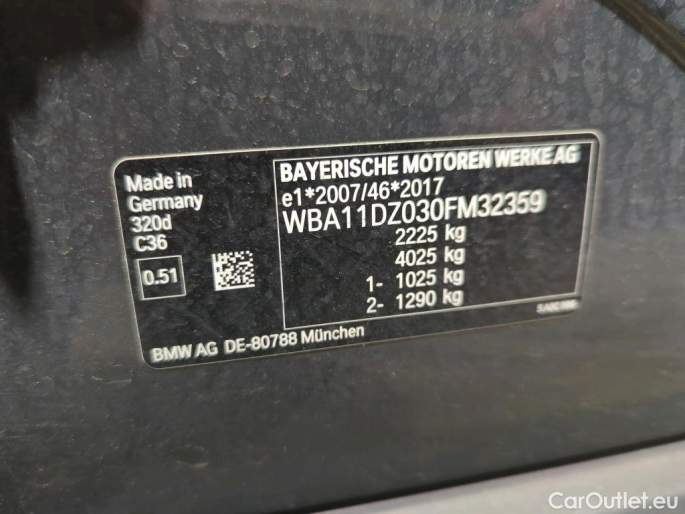 Made in
Germany
320d
C36
0.51
BAYERISCHE MOTOREN WERKE AG
e1*2007/46*2017
WBA11DZ030FM32359
2225 kg
4025 kg
1- 1025 kg
2- 1290 kg
BMW AG DE-80788 München
CarOutlet.eu